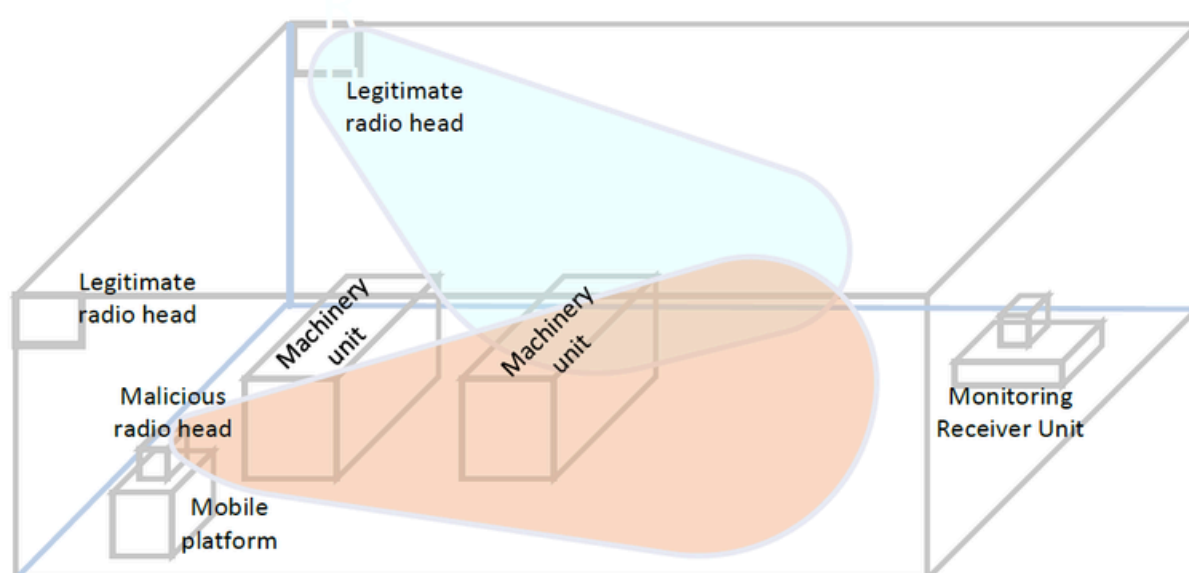 Legitimate
radio head
Legitimate
radio head
Machinery
unit
Machinery
unit
Malicious
radio head
Mobile
platform
Monitoring
Receiver Unit